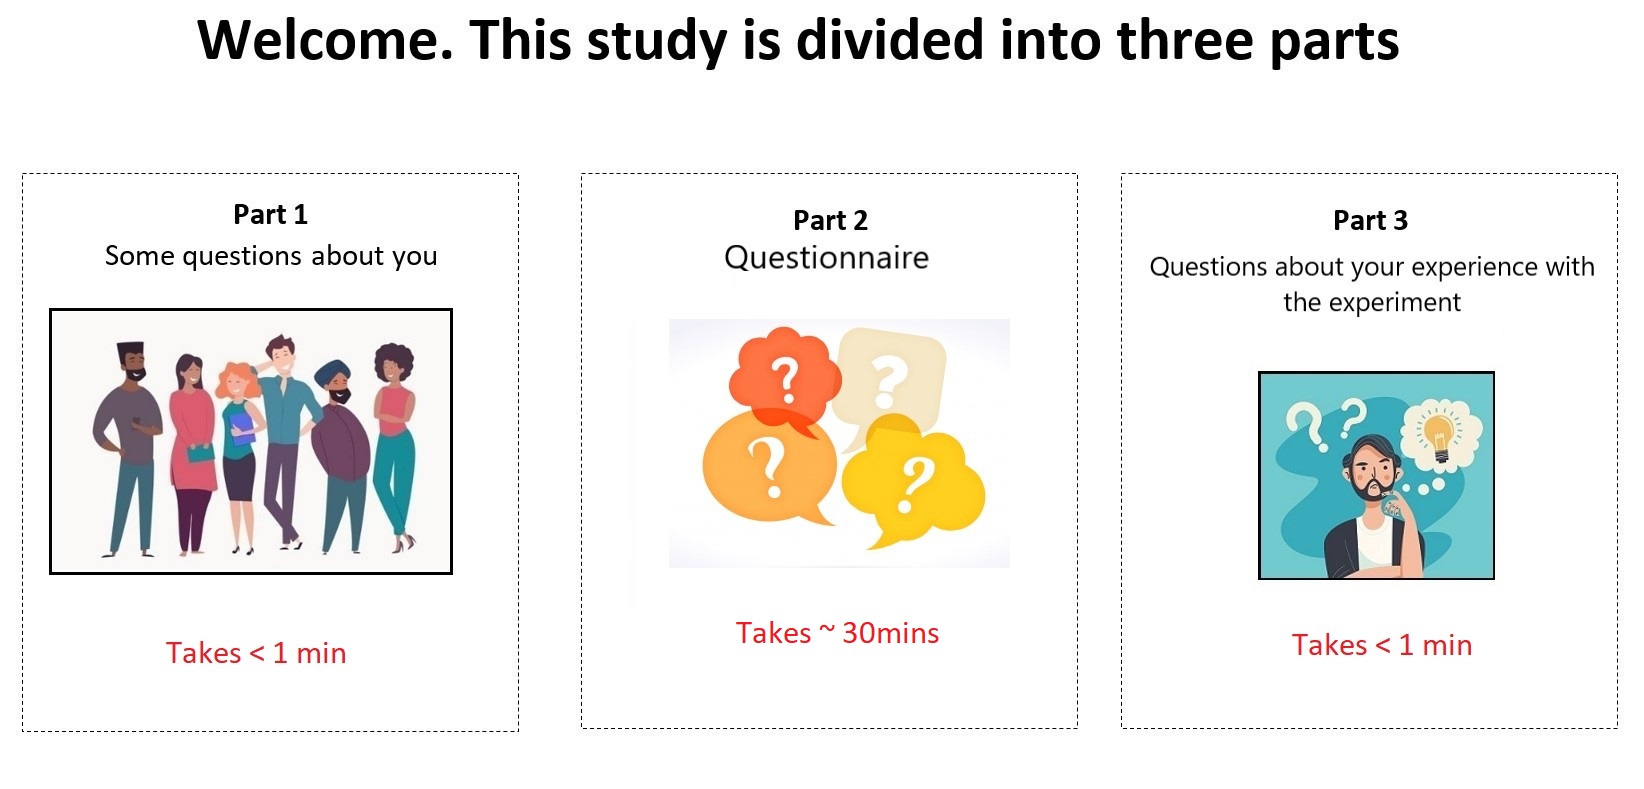 Welcome. This study is divided into three parts
Part 1
Some questions about you
Takes < 1 min
Part 2
Questionnaire
Takes ~ 30mins
Part 3
Questions about your experience with
the experiment
Takes < 1 min